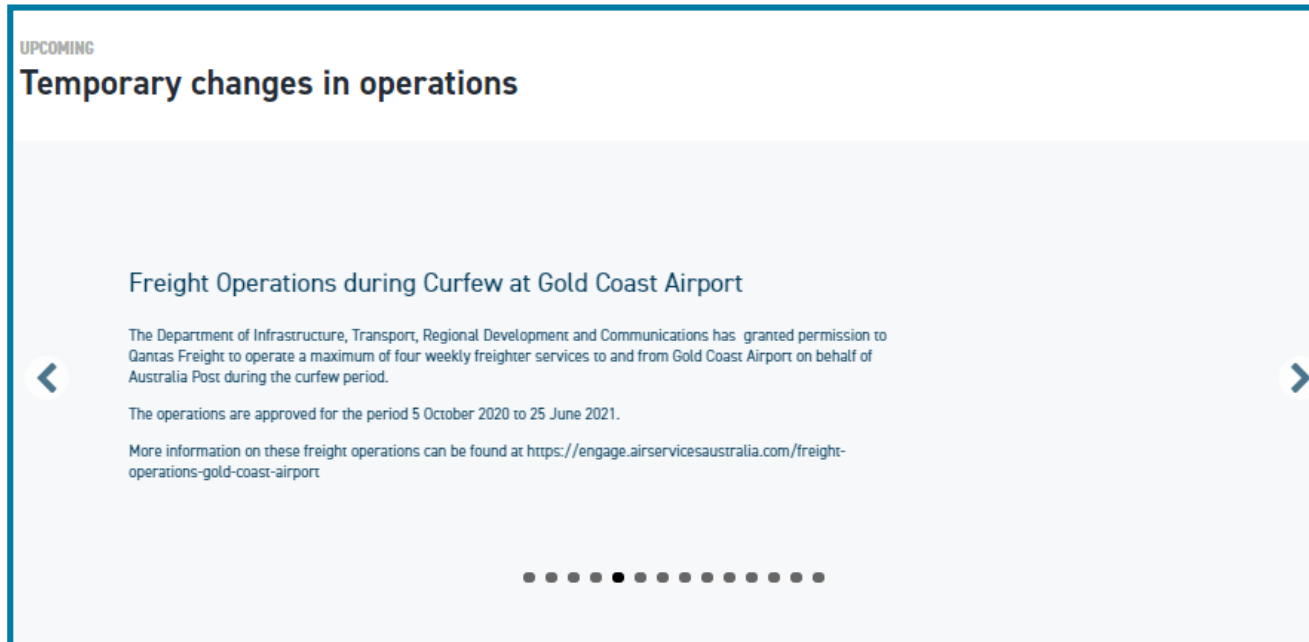 UPCOMING
Temporary changes in operations
Freight Operations during Curfew at Gold Coast Airport
The Department of Infrastructure, Transport, Regional Development and Communications has granted permission to
Qantas Freight to operate a maximum of four weekly freighter services to and from Gold Coast Airport on behalf of
Australia Post during the curfew period.
The operations are approved for the period 5 October 2020 to 25 June 2021.
More information on these freight operations can be found at https://engage.airservicesaustralia.com/freight-
operations-gold-coast-airport